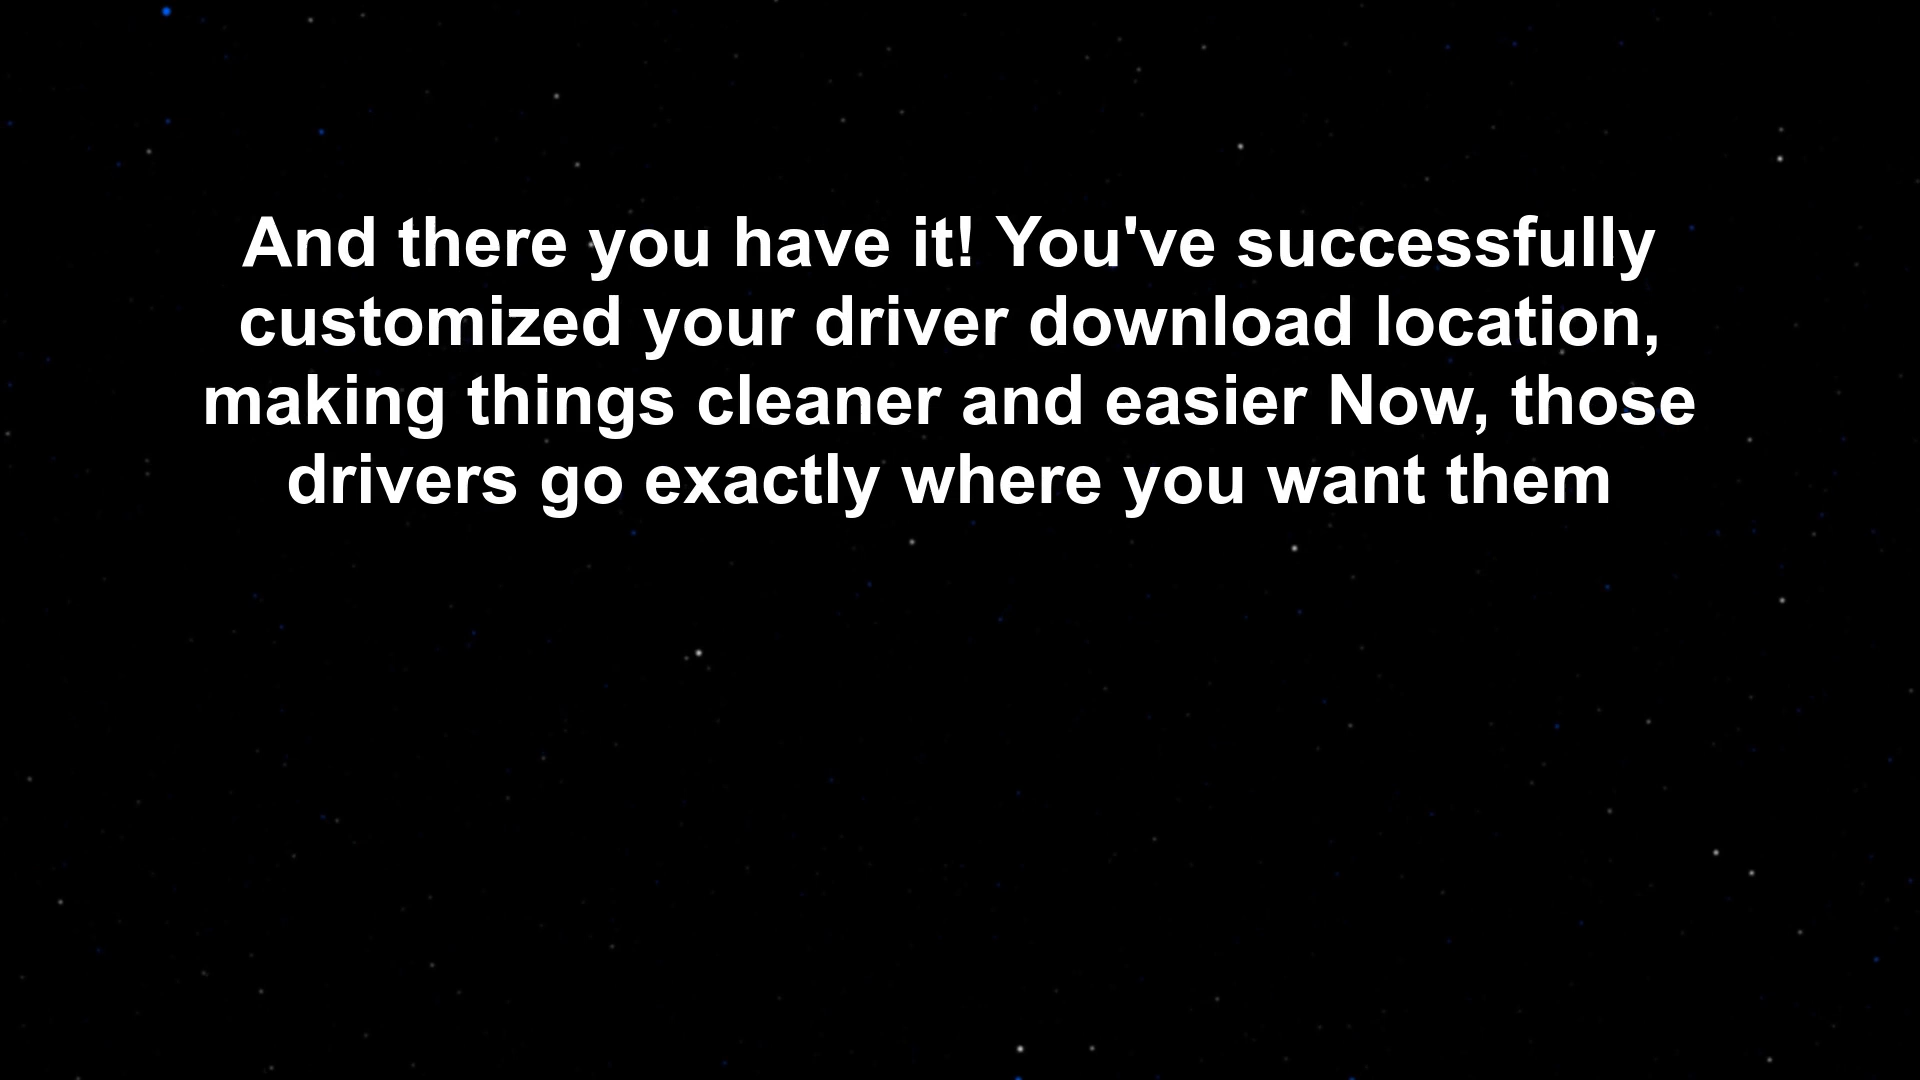 And there you have it! You've successfully
customized your driver download location,
making things cleaner and easier Now, those
drivers go exactly where you want them